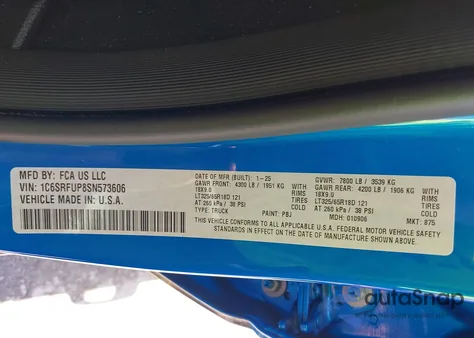 MFD BY: FCA US LLC
VIN: 1C6SRFUP8SN573606
VEHICLE MADE IN: U.S.A.
DATE OF MFR (BUILT): 1-25 GVWR: 7800 LB / 3539 KG
GAWR FRONT: 4300 LB / 1951 KG WITH TIRES GAWR REAR: 4200 LB / 1906 KG WITH TIRES
18X9.0 RIMS 18X9.0 RIMS
LT325/65R18D 121 TIRES LT325/65R18D 121 TIRES
AT 260 kPa / 38 PSI COLD AT 260 kPa / 38 PSI COLD
TYPE: TRUCK PAINT: PBJ MDH: 010906 MKT: 875
THIS VEHICLE CONFORMS TO ALL APPLICABLE U.S.A. FEDERAL MOTOR VEHICLE SAFETY
STANDARDS IN EFFECT ON THE DATE OF MANUFACTURE SHOWN ABOVE.
autoSnap